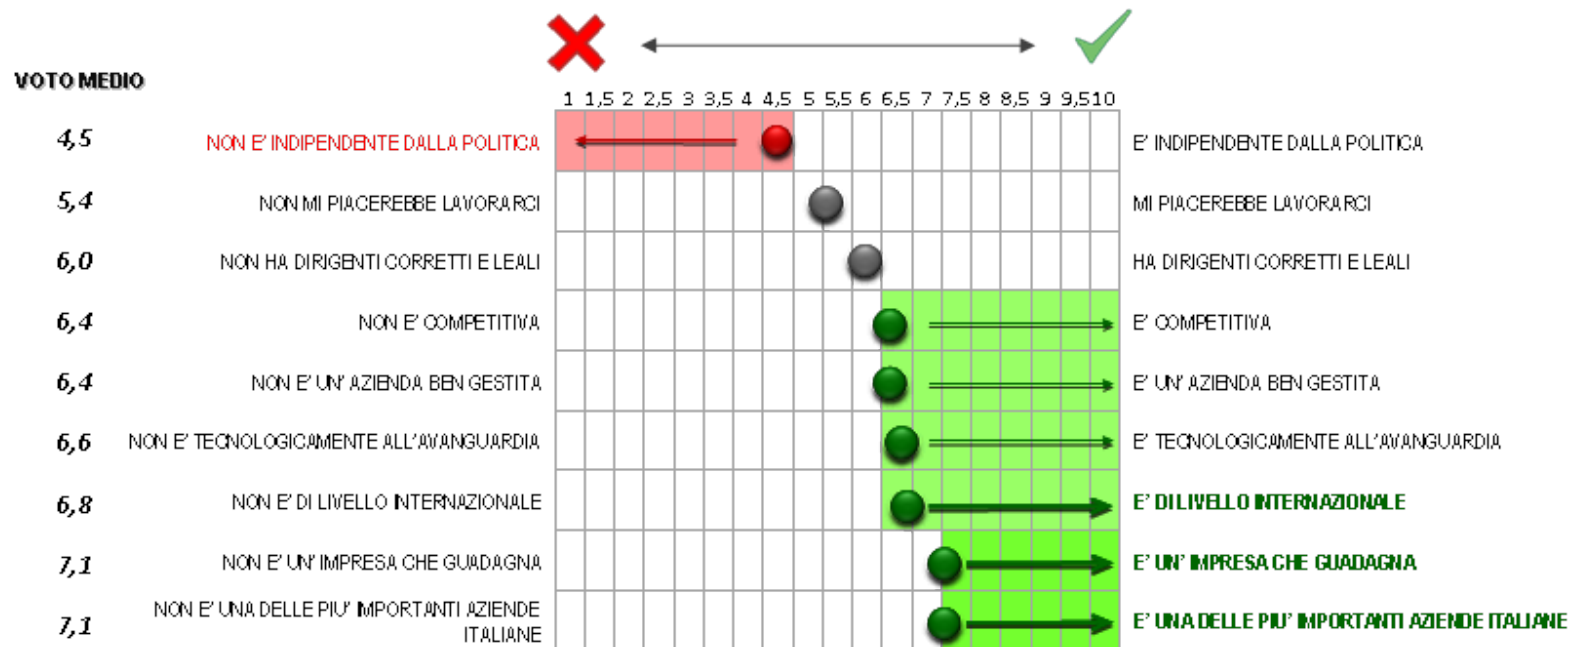 VOTO MEDIO
1 1,5 2 2,5 3 3,5 4 4,5 5 5,5 6 6,5 7 7,5 8 8,5 9 9,5 10
4,5 NON E' INDIPENDENTE DALLA POLITICA E' INDIPENDENTE DALLA POLITICA
5,4 NON MI PIACEREBBE LAVORARCI MI PIACEREBBE LAVORARCI
6,0 NON HA DIRIGENTI CORRETTI E LEALI HA DIRIGENTI CORRETTI E LEALI
6,4 NON E' COMPETITIVA E' COMPETITIVA
6,4 NON E' UN' AZIENDA BEN GESTITA E' UN' AZIENDA BEN GESTITA
6,6 NON E' TECNOLOGICAMENTE ALL'AVANGUARDIA E' TECNOLOGICAMENTE ALL'AVANGUARDIA
6,8 NON E' DI LIVELLO INTERNAZIONALE E' DI LIVELLO INTERNAZIONALE
7,1 NON E' UN' IMPRESA CHE GUADAGNA E' UN' IMPRESA CHE GUADAGNA
7,1 NON E' UNA DELLE PIU' IMPORTANTI AZIENDE E' UNA DELLE PIU' IMPORTANTI AZIENDE ITALIANE
ITALIANE